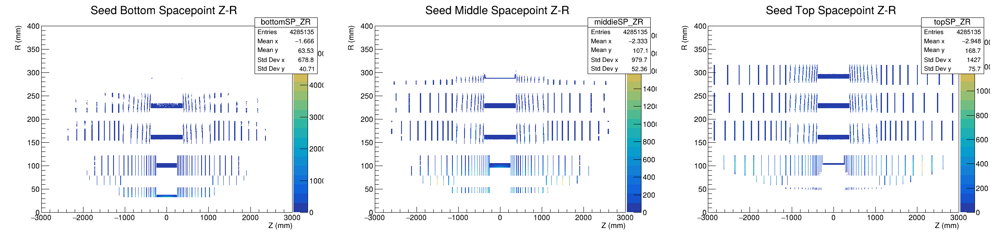 Seed Bottom Spacepoint Z-R
bottomSP_ZR
Entries 4285135
Mean x −1.666
Mean y 63.53
Std Dev x 678.8
Std Dev y 40.71
R (mm)
400
350
300
250
200
150
100
50
0
−3000 −2000 −1000 0 1000 2000 3000
Z (mm)
4000
3000
2000
1000
0
Seed Middle Spacepoint Z-R
middleSP_ZR
Entries 4285135
Mean x −2.333
Mean y 107.1
Std Dev x 979.7
Std Dev y 52.36
R (mm)
400
350
300
250
200
150
100
50
0
−3000 −2000 −1000 0 1000 2000 3000
Z (mm)
1400
1200
1000
800
600
400
200
0
Seed Top Spacepoint Z-R
topSP_ZR
Entries 4285135
Mean x −2.948
Mean y 168.7
Std Dev x 1427
Std Dev y 75.7
R (mm)
400
350
300
250
200
150
100
50
0
−3000 −2000 −1000 0 1000 2000 3000
Z (mm)
1000
800
600
400
200
0